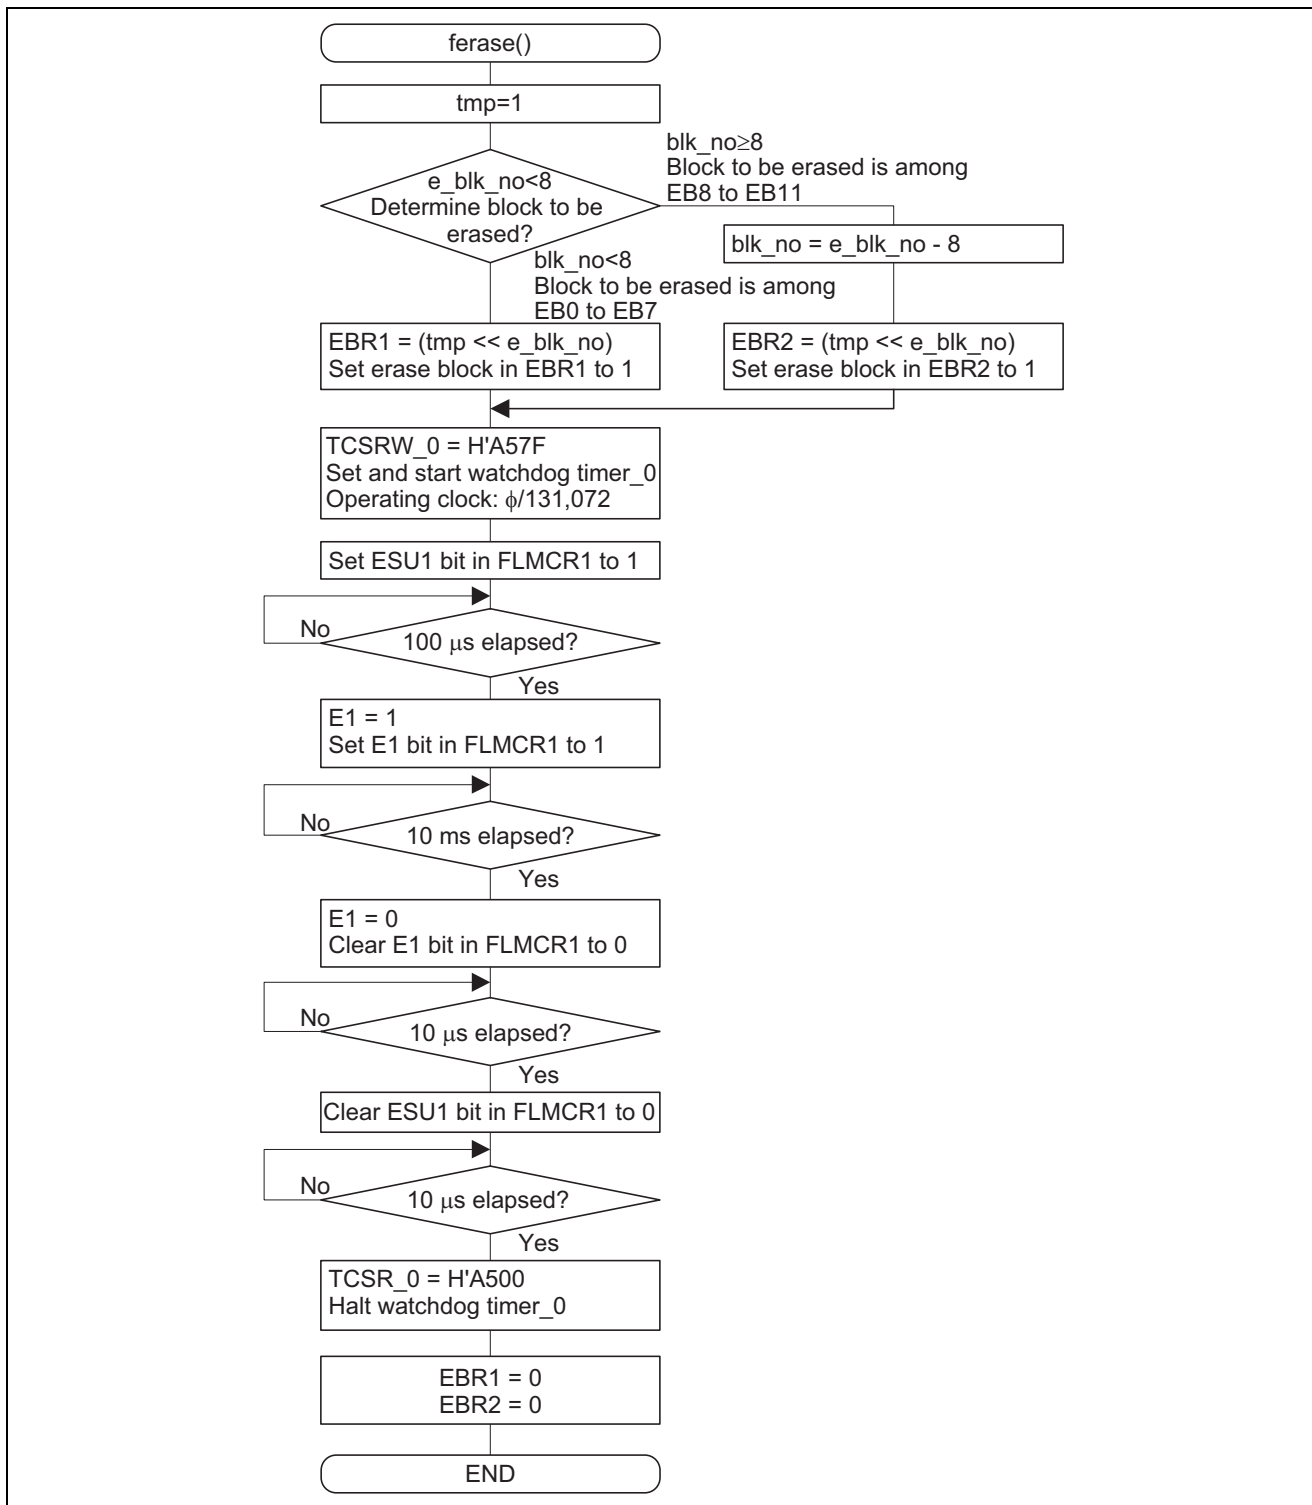 ferase()
tmp=1
e_blk_no<8
Determine block to be
erased?
blk_no≥8
Block to be erased is among
EB8 to EB11
blk_no = e_blk_no - 8
blk_no<8
Block to be erased is among
EB0 to EB7
EBR1 = (tmp << e_blk_no)
Set erase block in EBR1 to 1
EBR2 = (tmp << e_blk_no)
Set erase block in EBR2 to 1
TCSRW_0 = H'A57F
Set and start watchdog timer_0
Operating clock: ϕ/131,072
Set ESU1 bit in FLMCR1 to 1
No
100 μs elapsed?
Yes
E1 = 1
Set E1 bit in FLMCR1 to 1
No
10 ms elapsed?
Yes
E1 = 0
Clear E1 bit in FLMCR1 to 0
No
10 μs elapsed?
Yes
Clear ESU1 bit in FLMCR1 to 0
No
10 μs elapsed?
Yes
TCSR_0 = H'A500
Halt watchdog timer_0
EBR1 = 0
EBR2 = 0
END